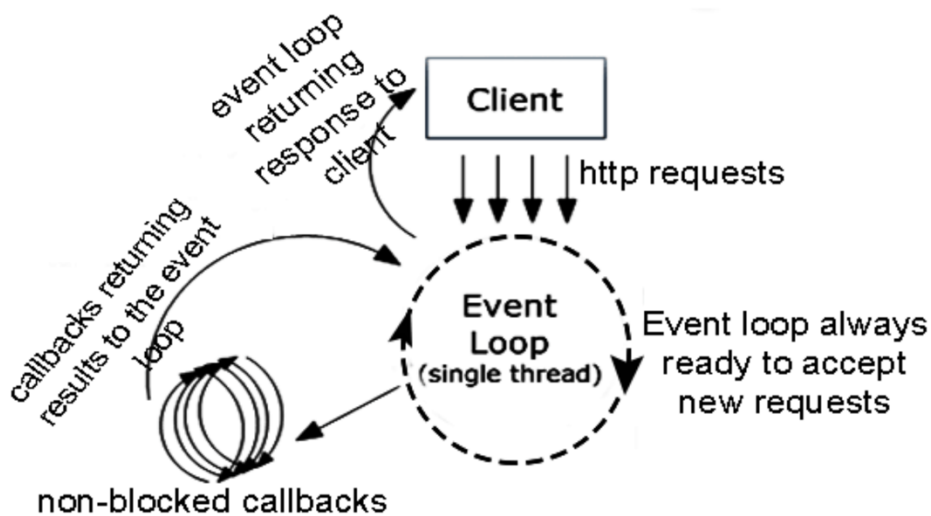 event loop
returning
response to
client
Client
http requests
callbacks returning
results to the event
loop
Event
Loop
(single thread)
Event loop always
ready to accept
new requests
non-blocked callbacks